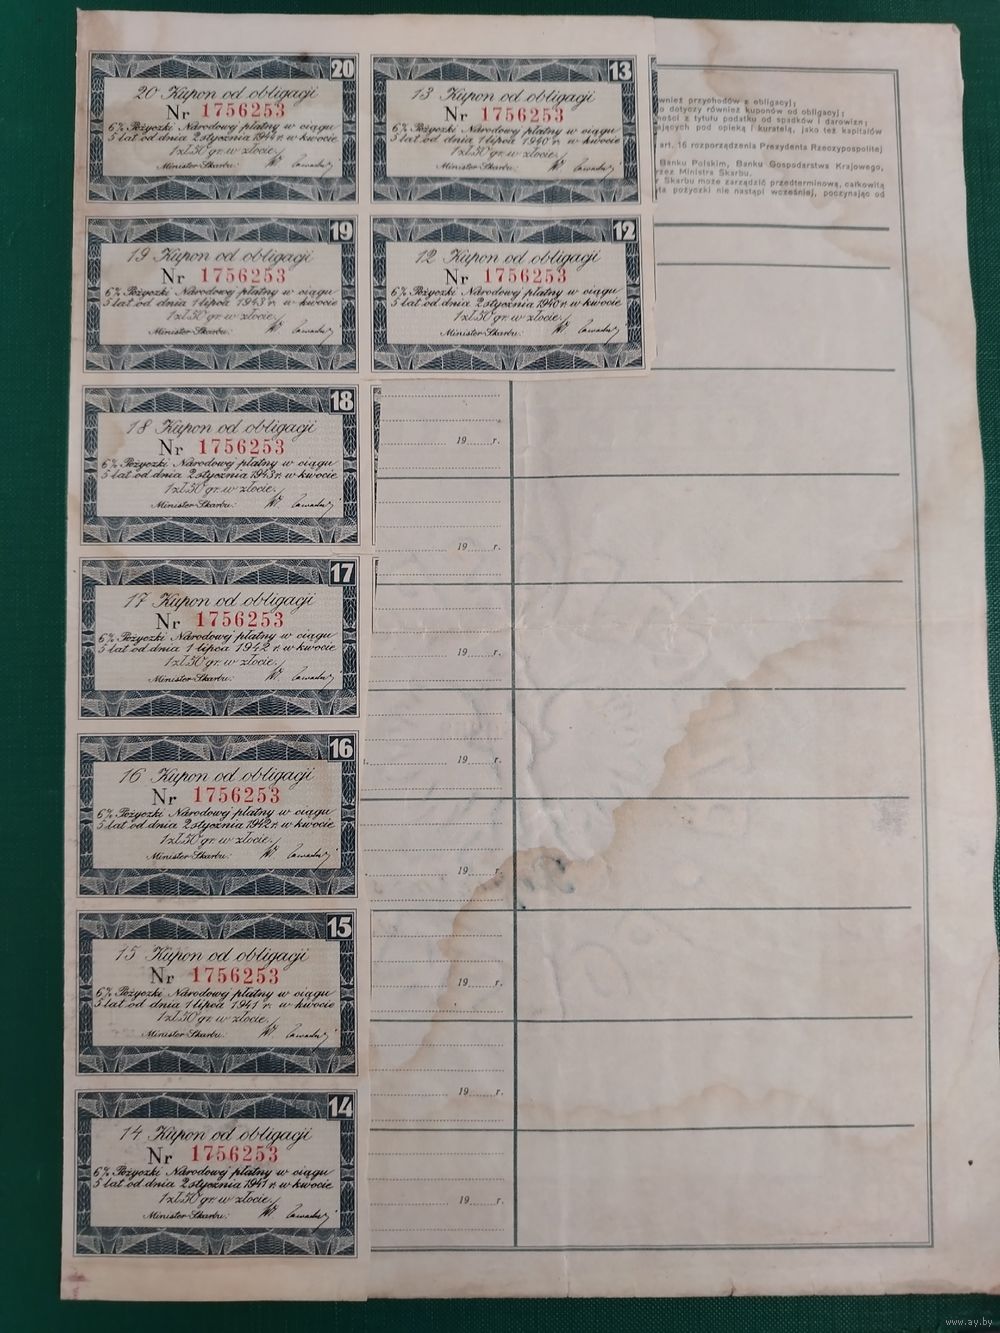 20
20 Kupon od obligacji
Nr 1756253
6% Pożyczki Narodowej płatny w ciągu
5 lat od dnia 2 stycznia 1944 r. w kwocie
1 zł. 50 gr. w złocie.
Minister Skarbu:
13
13 Kupon od obligacji
Nr 1756253
6% Pożyczki Narodowej płatny w ciągu
5 lat od dnia 1 lipca 1940 r. w kwocie
1 zł. 50 gr. w złocie.
Minister Skarbu:
wnież przychodów z obligacyj;
o dotyczy również kuponów od obligacyj;
ności z tytułu podatku od spadków i darowizn;
ających pod opieką i kuratelą, jako też kapitałów
art. 16 rozporządzenia Prezydenta Rzeczypospolitej
Banku Polskim, Banku Gospodarstwa Krajowego,
rzez Ministra Skarbu.
r Skarbu może zarządzić przedterminową, całkowitą
ta pożyczki nie nastąpi wcześniej, poczynając od
19
19 Kupon od obligacji
Nr 1756253
6% Pożyczki Narodowej płatny w ciągu
5 lat od dnia 1 lipca 1943 r. w kwocie
1 zł. 50 gr. w złocie.
Minister Skarbu:
12
12 Kupon od obligacji
Nr 1756253
6% Pożyczki Narodowej płatny w ciągu
5 lat od dnia 2 stycznia 1940 r. w kwocie
1 zł. 50 gr. w złocie.
Minister Skarbu:
18
18 Kupon od obligacji
Nr 1756253
6% Pożyczki Narodowej płatny w ciągu
5 lat od dnia 2 stycznia 1943 r. w kwocie
1 zł. 50 gr. w złocie.
Minister Skarbu:
19......r.
19......r.
17
17 Kupon od obligacji
Nr 1756253
6% Pożyczki Narodowej płatny w ciągu
5 lat od dnia 1 lipca 1942 r. w kwocie
1 zł. 50 gr. w złocie.
Minister Skarbu:
19......r.
16
16 Kupon od obligacji
Nr 1756253
6% Pożyczki Narodowej płatny w ciągu
5 lat od dnia 2 stycznia 1942 r. w kwocie
1 zł. 50 gr. w złocie.
Minister Skarbu:
19......r.
19......r.
15
15 Kupon od obligacji
Nr 1756253
6% Pożyczki Narodowej płatny w ciągu
5 lat od dnia 1 lipca 1941 r. w kwocie
1 zł. 50 gr. w złocie.
Minister Skarbu:
19......r.
19......r.
14
14 Kupon od obligacji
Nr 1756253
6% Pożyczki Narodowej płatny w ciągu
5 lat od dnia 2 stycznia 1941 r. w kwocie
1 zł. 50 gr. w złocie.
Minister Skarbu:
19......r.
www.ay.by